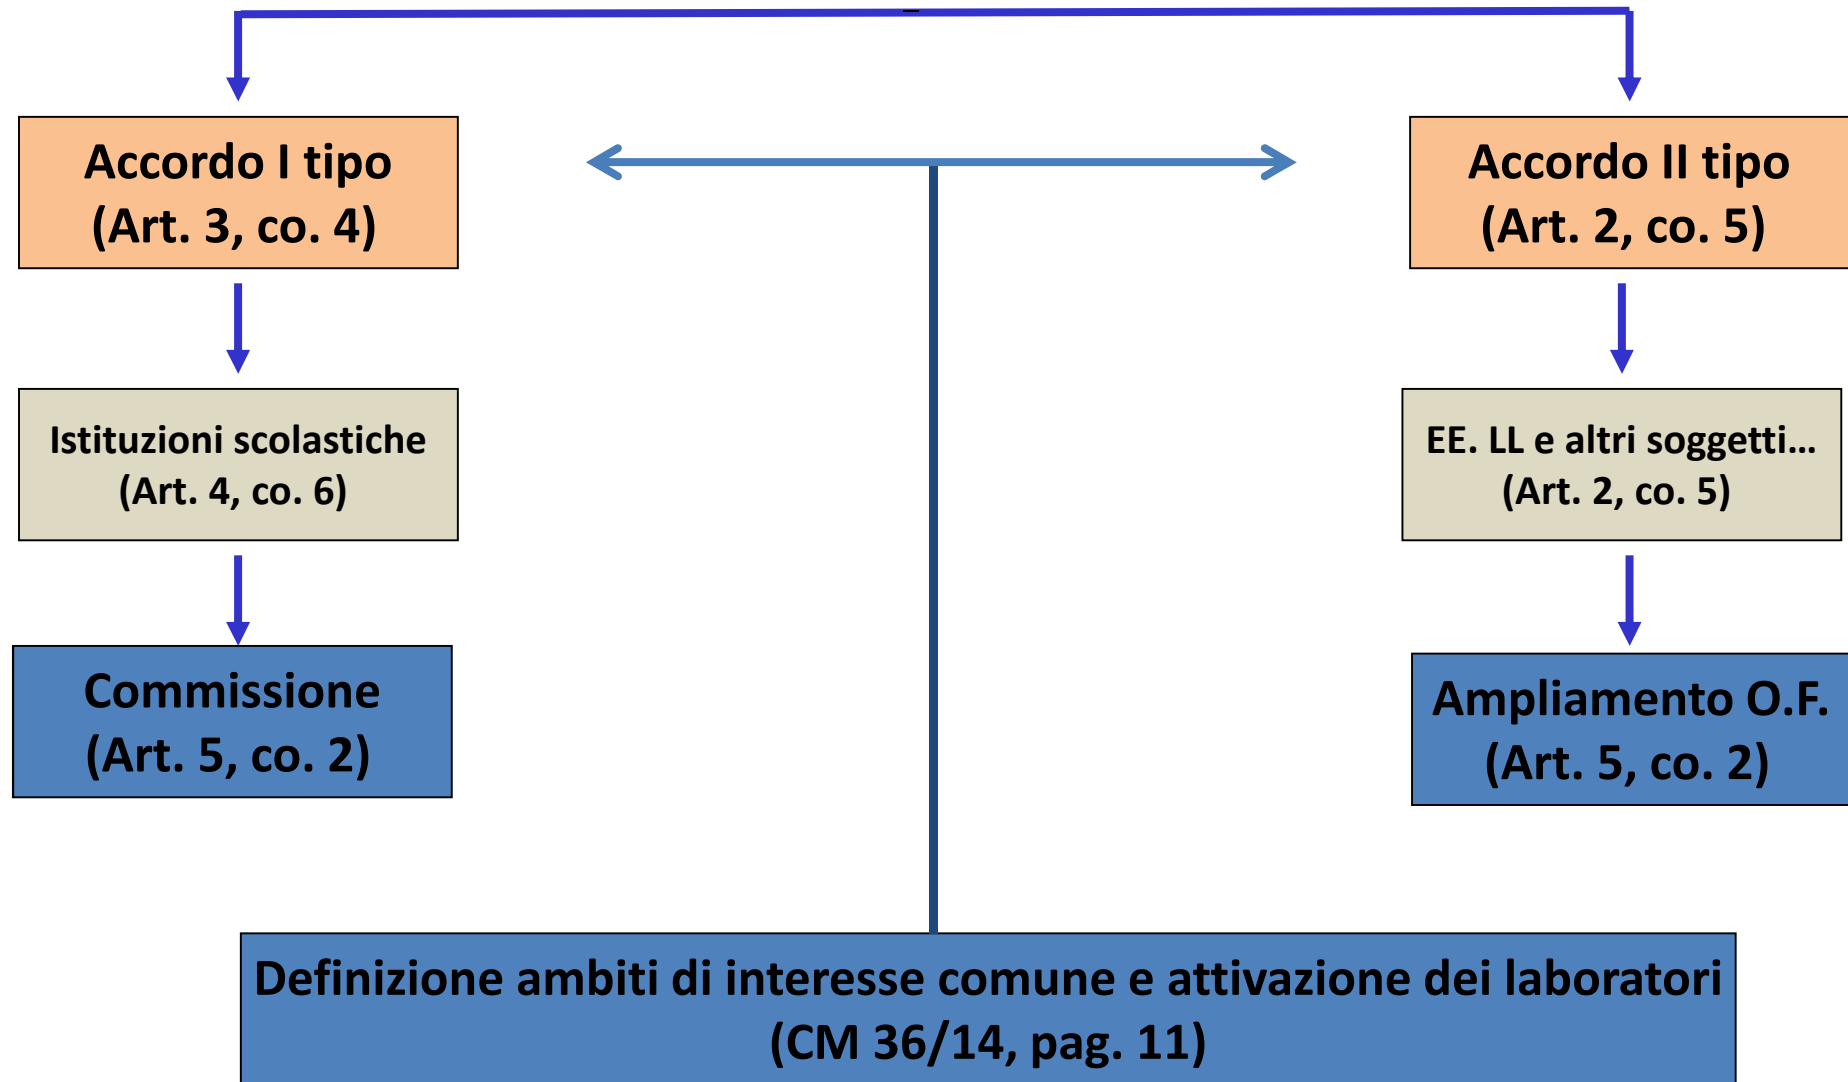 Accordo I tipo
(Art. 3, co. 4)
Accordo II tipo
(Art. 2, co. 5)
Istituzioni scolastiche
(Art. 4, co. 6)
EE. LL e altri soggetti...
(Art. 2, co. 5)
Commissione
(Art. 5, co. 2)
Ampliamento O.F.
(Art. 5, co. 2)
Definizione ambiti di interesse comune e attivazione dei laboratori
(CM 36/14, pag. 11)